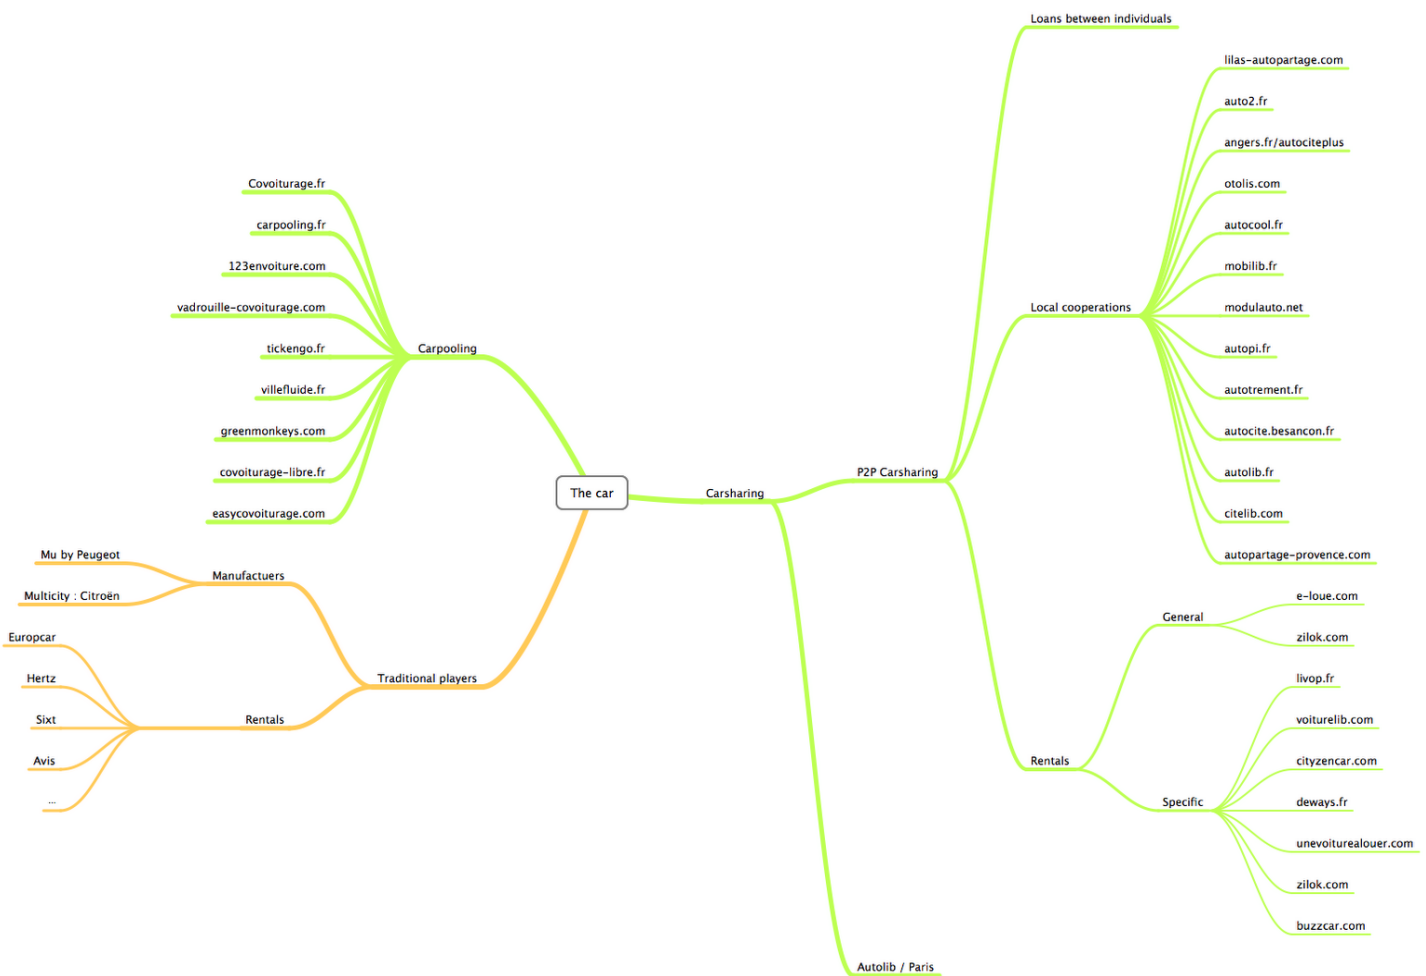 The car
Carpooling
Covoiturage.fr
carpooling.fr
123envoiture.com
vadrouille-covoiturage.com
tickengo.fr
villefluide.fr
greenmonkeys.com
covoiturage-libre.fr
easycovoiturage.com
Traditional players
Manufactuers
Mu by Peugeot
Multicity : Citroën
Rentals
Europcar
Hertz
Sixt
Avis
...
Carsharing
P2P Carsharing
Loans between individuals
Local cooperations
lilas-autopartage.com
auto2.fr
angers.fr/autociteplus
otolis.com
autocool.fr
mobilib.fr
modulauto.net
autopi.fr
autotrement.fr
autocite.besancon.fr
autolib.fr
citelib.com
autopartage-provence.com
Rentals
General
e-loue.com
zilok.com
Specific
livop.fr
voiturelib.com
cityzencar.com
deways.fr
unevoiturealouer.com
zilok.com
buzzcar.com
Autolib / Paris